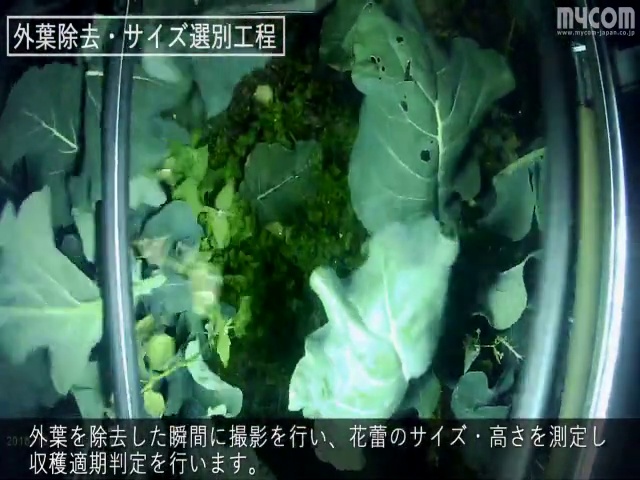 外葉除去・サイズ選別工程
mycom
www.mycom-japan.co.jp
外葉を除去した瞬間に撮影を行い、花蕾のサイズ・高さを測定し
収穫適期判定を行います。